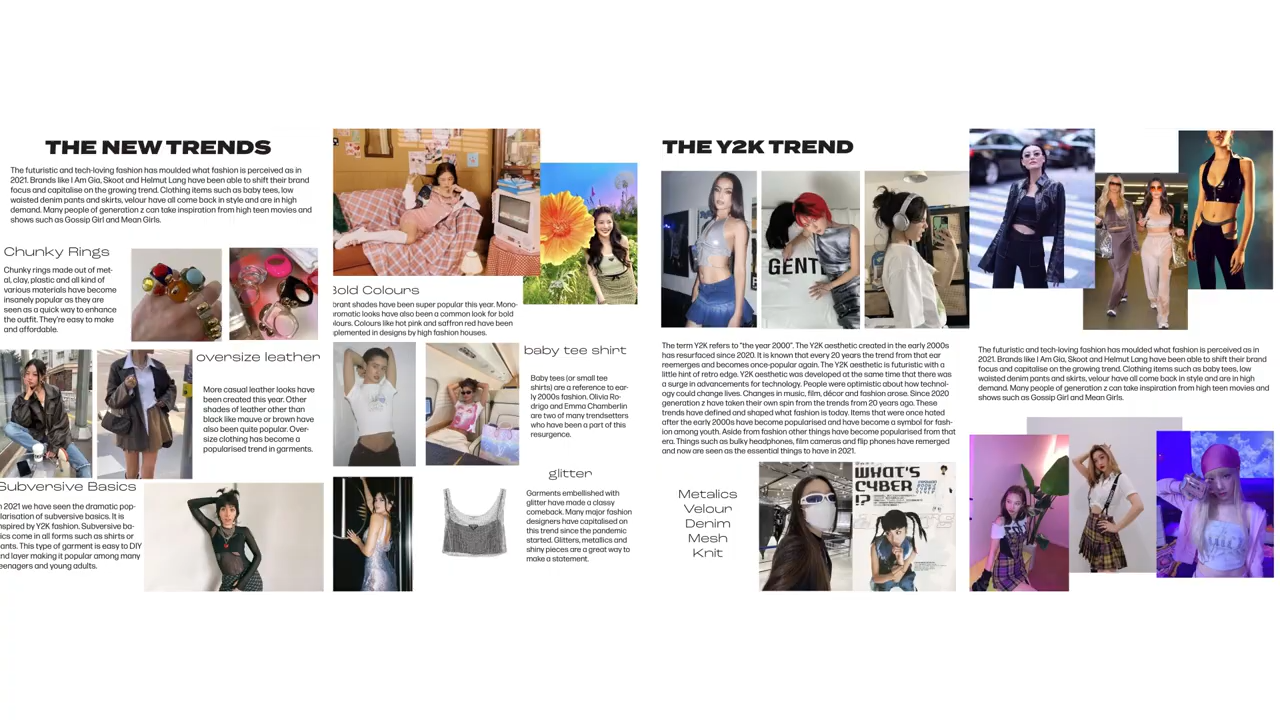 THE NEW TRENDS
The futuristic and tech-loving fashion has moulded what fashion is perceived as in
2021. Brands like I Am Gia, Skoot and Helmut Lang have been able to shift their brand
focus and capitalise on the growing trend. Clothing items such as baby tees, low
waisted denim pants and skirts, velour have all come back in style and are in high
demand. Many people of generation z can take inspiration from high teen movies and
shows such as Gossip Girl and Mean Girls.
Chunky Rings
Chunky rings made out of met-
al, clay, plastic and all kind of
various materials have become
insanely popular as they are
seen as a quick way to enhance
the outfit. They're easy to make
and affordable.
oversize leather
More casual leather looks have
been created this year. Other
shades of leather other than
black like mauve or brown have
also been quite popular. Over-
size clothing has become a
popularised trend in garments.
Subversive Basics
n 2021 we have seen the dramatic pop-
larisation of subversive basics. It is
nspired by Y2K fashion. Subversive ba-
ics come in all forms such as shirts or
ants. This type of garment is easy to DIY
nd layer making it popular among many
eenagers and young adults.
Bold Colours
brant shades have been super popular this year. Mono-
romatic looks have also been a common look for bold
lours. Colours like hot pink and saffron red have been
plemented in designs by high fashion houses.
baby tee shirt
Baby tees (or small tee
shirts) are a reference to ear-
ly 2000s fashion. Olivia Ro-
drigo and Emma Chamberlin
are two of many trendsetters
who have been a part of this
resurgence.
glitter
Garments embellished with
glitter have made a classy
comeback. Many major fashion
designers have capitalised on
this trend since the pandemic
started. Glitters, metallics and
shiny pieces are a great way to
make a statement.
THE Y2K TREND
GENT
The term Y2K refers to "the year 2000". The Y2K aesthetic created in the early 2000s
has resurfaced since 2020. It is known that every 20 years the trend from that ear
reemerges and becomes once-popular again. The Y2K aesthetic is futuristic with a
little hint of retro edge. Y2K aesthetic was developed at the same time that there was
a surge in advancements for technology. People were optimistic about how technol-
ogy could change lives. Changes in music, film, décor and fashion arose. Since 2020
generation z have taken their own spin from the trends from 20 years ago. These
trends have defined and shaped what fashion is today. Items that were once hated
after the early 2000s have become popularised and have become a symbol for fash-
ion among youth. Aside from fashion other things have become popularised from that
era. Things such as bulky headphones, film cameras and flip phones have remerged
and now are seen as the essential things to have in 2021.
Metalics
Velour
Denim
Mesh
Knit
WHAT'S
CYBER
!?
The futuristic and tech-loving fashion has moulded what fashion is perceived as in
2021. Brands like I Am Gia, Skoot and Helmut Lang have been able to shift their brand
focus and capitalise on the growing trend. Clothing items such as baby tees, low
waisted denim pants and skirts, velour have all come back in style and are in high
demand. Many people of generation z can take inspiration from high teen movies and
shows such as Gossip Girl and Mean Girls.